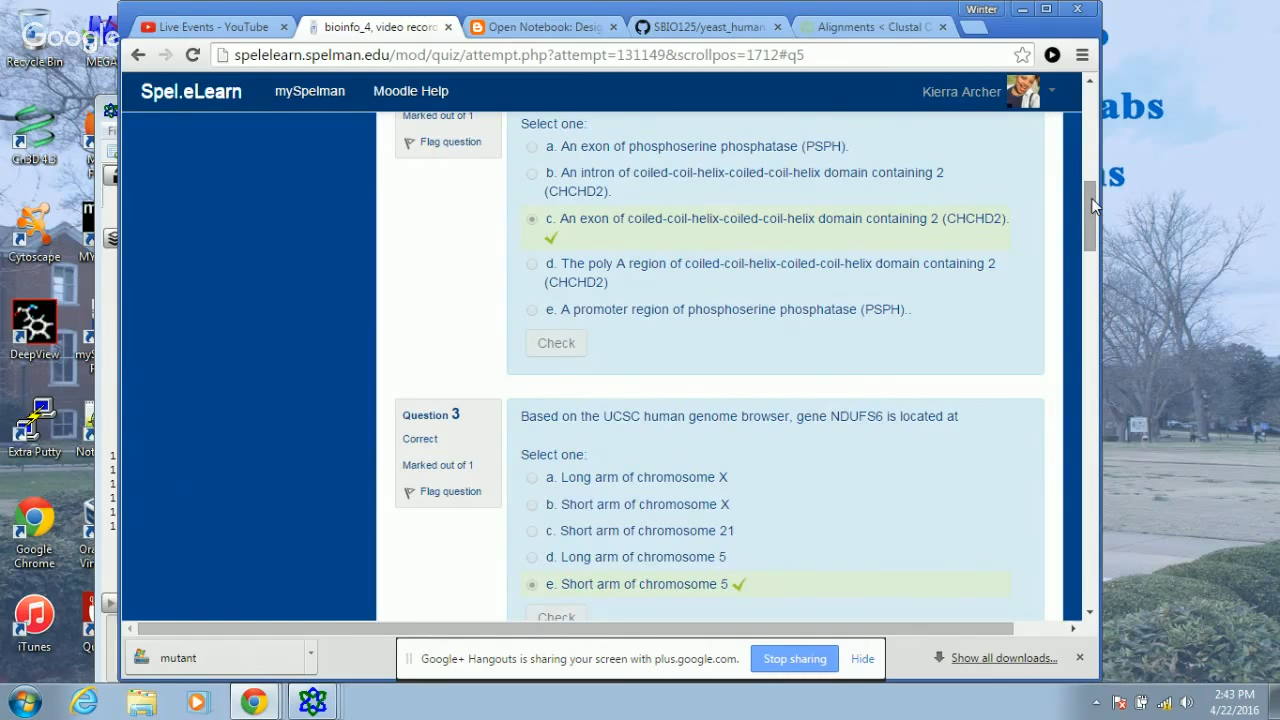 Winter
Live Events - YouTube
bioinfo_4, video record
Open Notebook: Desig
SBIO125/yeast_human
Alignments < Clustal C
spelelearn.spelman.edu/mod/quiz/attempt.php?attempt=131149&scrollpos=1712#q5
Google
Recycle Bin
MEGA
Spel.eLearn
mySpelman
Moodle Help
Kierra Archer
abs
Marked out of 1
Flag question
Select one:
a. An exon of phosphoserine phosphatase (PSPH).
b. An intron of coiled-coil-helix-coiled-coil-helix domain containing 2
(CHCHD2).
c. An exon of coiled-coil-helix-coiled-coil-helix domain containing 2 (CHCHD2).
d. The poly A region of coiled-coil-helix-coiled-coil-helix domain containing 2
(CHCHD2)
e. A promoter region of phosphoserine phosphatase (PSPH)..
Check
Cn3D 4.3
Cytoscape
DeepView
Extra Putty
Google
Chrome
iTunes
Question 3
Correct
Marked out of 1
Flag question
Based on the UCSC human genome browser, gene NDUFS6 is located at
Select one:
a. Long arm of chromosome X
b. Short arm of chromosome X
c. Short arm of chromosome 21
d. Long arm of chromosome 5
e. Short arm of chromosome 5
Check
mutant
Google+ Hangouts is sharing your screen with plus.google.com.
Stop sharing
Hide
Show all downloads...
2:43 PM
4/22/2016